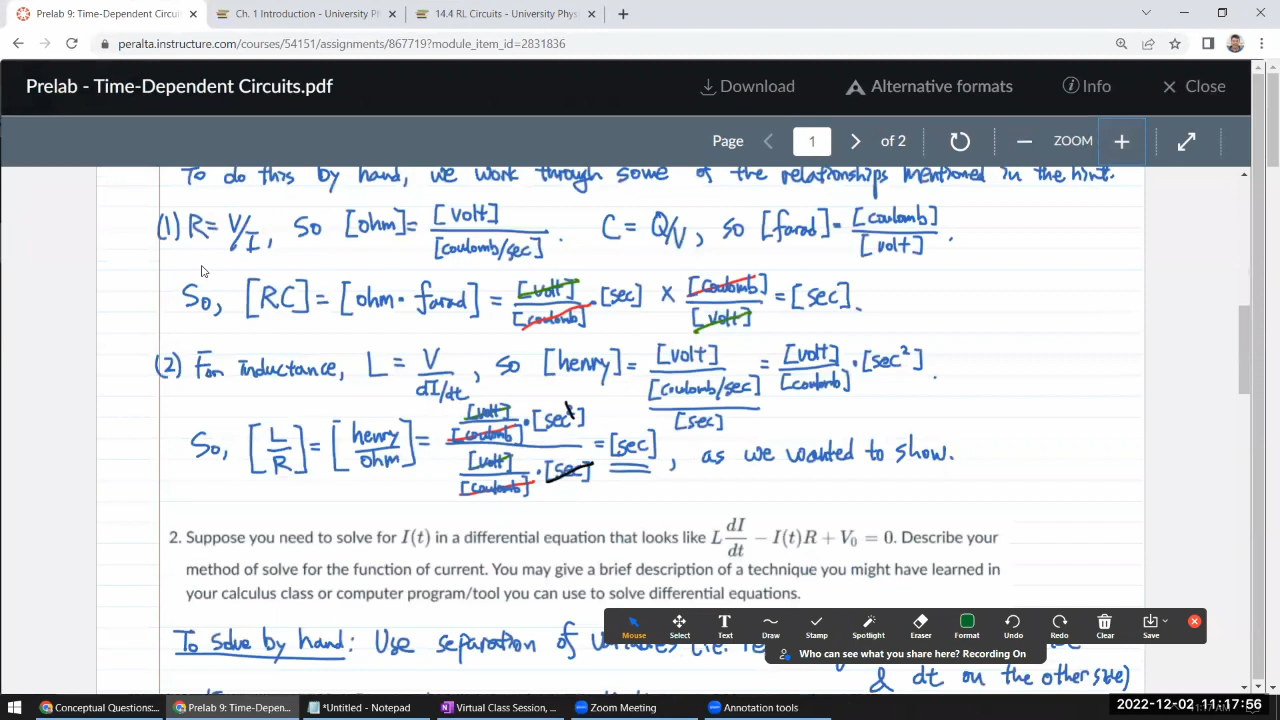 Prelab 9: Time-Dependent Circui
Ch. 1 Introduction - University P
14.4 RL Circuits - University Phys
peralta.instructure.com/courses/54151/assignments/867719?module_item_id=2831836
Prelab - Time-Dependent Circuits.pdf
Download
Alternative formats
Info
Close
Page 1 of 2
ZOOM
To do this by hand, we work through some of the relationships mentioned in the hint.
(1) R = V/I, so [ohm] = [volt]/[coulomb/sec]. C = Q/V, so [farad] = [coulomb]/[volt].
So, [RC] = [ohm · farad] = [volt]/[coulomb] · [sec] × [coulomb]/[volt] = [sec].
(2) For inductance, L = V/(dI/dt), so [henry] = [volt]/([coulomb/sec]/[sec]) = [volt]/[coulomb] · [sec²].
So, [L/R] = [henry/ohm] = ([volt]/[coulomb] · [sec²])/([volt]/[coulomb] · [sec]) = [sec], as we wanted to show.
2. Suppose you need to solve for I(t) in a differential equation that looks like L dI/dt − I(t)R + V₀ = 0. Describe your
method of solve for the function of current. You may give a brief description of a technique you might have learned in
your calculus class or computer program/tool you can use to solve differential equations.
To solve by hand: Use separation of
& dt on the other side)
Mouse
Select
Text
Draw
Stamp
Spotlight
Eraser
Format
Undo
Redo
Clear
Save
Who can see what you share here? Recording On
Conceptual Questions:...
Prelab 9: Time-Depen...
*Untitled - Notepad
Virtual Class Session, ...
Zoom Meeting
Annotation tools
2022-12-02 11:17:56